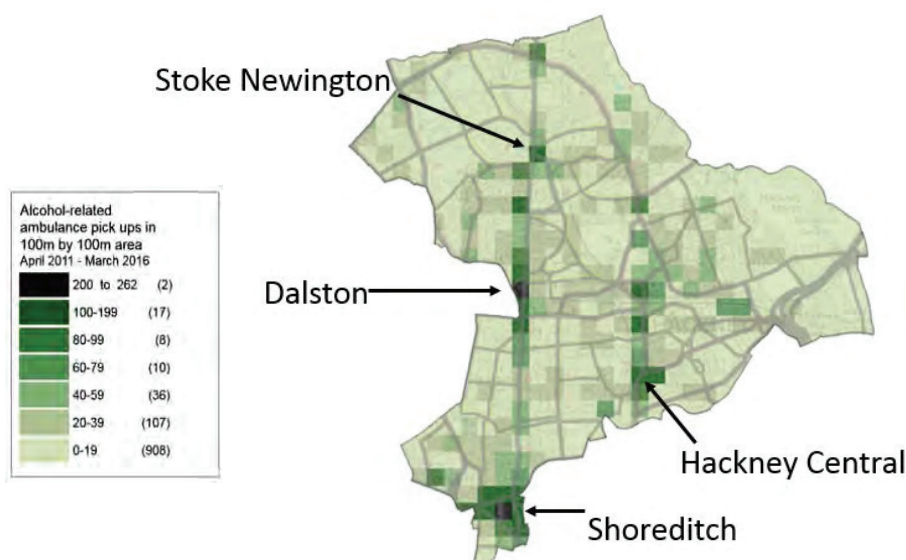 Stoke Newington
Alcohol-related
ambulance pick ups in
100m by 100m area
April 2011 - March 2016
200 to 262 (2)
100-199 (17)
80-99 (8)
60-79 (10)
40-59 (36)
20-39 (107)
0-19 (908)
Dalston
Hackney Central
Shoreditch